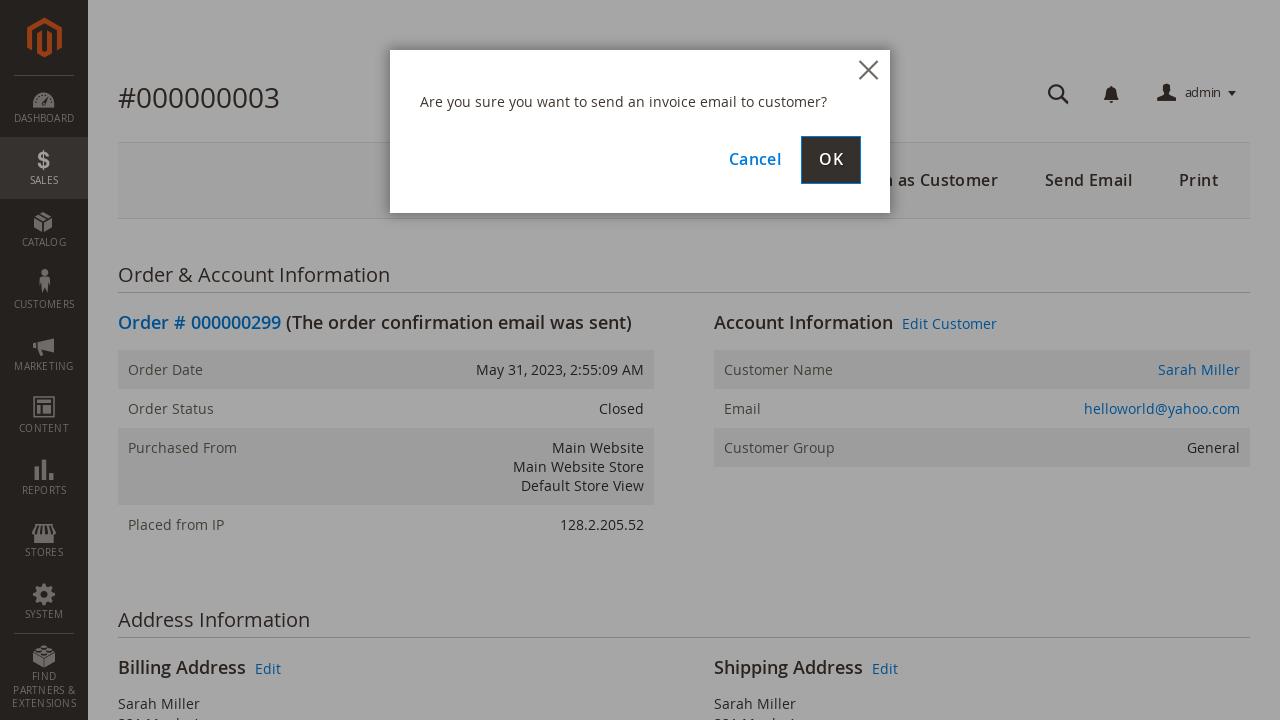 #000000003
Are you sure you want to send an invoice email to customer?
Cancel
OK
admin
as Customer
Send Email
Print
DASHBOARD
SALES
CATALOG
CUSTOMERS
MARKETING
CONTENT
REPORTS
STORES
SYSTEM
FIND
PARTNERS &
EXTENSIONS
Order & Account Information
Order # 000000299 (The order confirmation email was sent)
Order Date May 31, 2023, 2:55:09 AM
Order Status Closed
Purchased From Main Website
Main Website Store
Default Store View
Placed from IP 128.2.205.52
Account Information Edit Customer
Customer Name Sarah Miller
Email helloworld@yahoo.com
Customer Group General
Address Information
Billing Address Edit
Sarah Miller
Shipping Address Edit
Sarah Miller